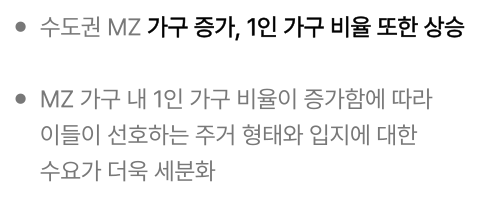 • 수도권 MZ 가구 증가, 1인 가구 비율 또한 상승
• MZ 가구 내 1인 가구 비율이 증가함에 따라
이들이 선호하는 주거 형태와 입지에 대한
수요가 더욱 세분화